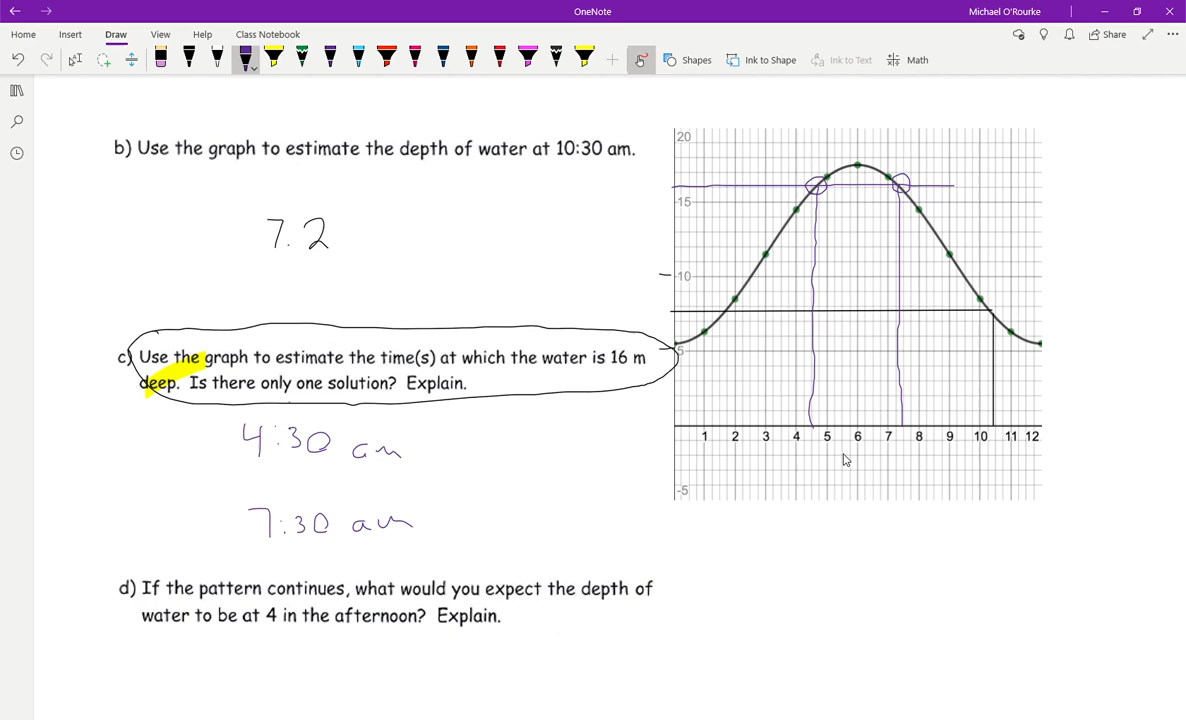 OneNote
Michael O'Rourke
Home Insert Draw View Help Class Notebook
Share
Shapes Ink to Shape Ink to Text Math
b) Use the graph to estimate the depth of water at 10:30 am.
7.2
c) Use the graph to estimate the time(s) at which the water is 16 m
deep. Is there only one solution? Explain.
4:30 am
7:30 am
d) If the pattern continues, what would you expect the depth of
water to be at 4 in the afternoon? Explain.
20
15
10
5
1 2 3 4 5 6 7 8 9 10 11 12
-5